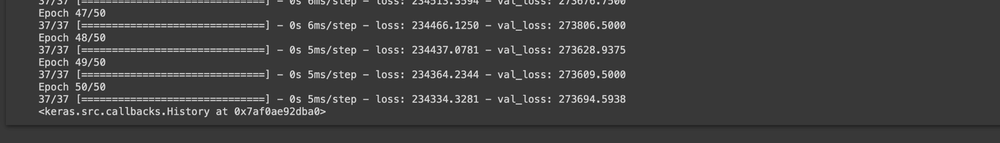 37/37 [==============================] - 0s 6ms/step - loss: 234513.3594 - val_loss: 273676.7500
Epoch 47/50
37/37 [==============================] - 0s 6ms/step - loss: 234466.1250 - val_loss: 273806.5000
Epoch 48/50
37/37 [==============================] - 0s 5ms/step - loss: 234437.0781 - val_loss: 273628.9375
Epoch 49/50
37/37 [==============================] - 0s 5ms/step - loss: 234364.2344 - val_loss: 273609.5000
Epoch 50/50
37/37 [==============================] - 0s 5ms/step - loss: 234334.3281 - val_loss: 273694.5938
<keras.src.callbacks.History at 0x7af0ae92dba0>